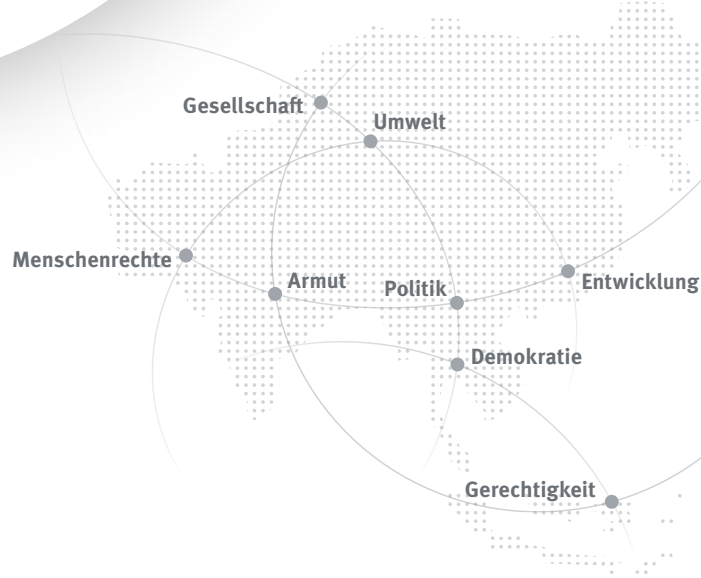 Gesellschaft
Umwelt
Menschenrechte
Armut
Politik
Entwicklung
Demokratie
Gerechtigkeit